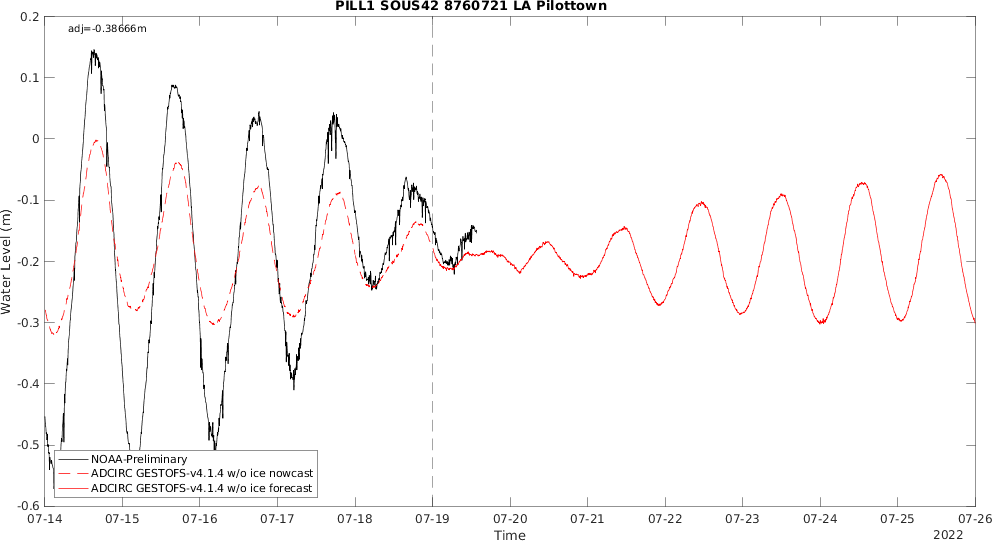 PILL1 SOUS42 8760721 LA Pilottown
adj=-0.38666m
0.2
0.1
0
-0.1
-0.2
-0.3
-0.4
-0.5
-0.6
Water Level (m)
NOAA-Preliminary
ADCIRC GESTOFS-v4.1.4 w/o ice nowcast
ADCIRC GESTOFS-v4.1.4 w/o ice forecast
07-14 07-15 07-16 07-17 07-18 07-19 07-20 07-21 07-22 07-23 07-24 07-25 07-26
Time
2022